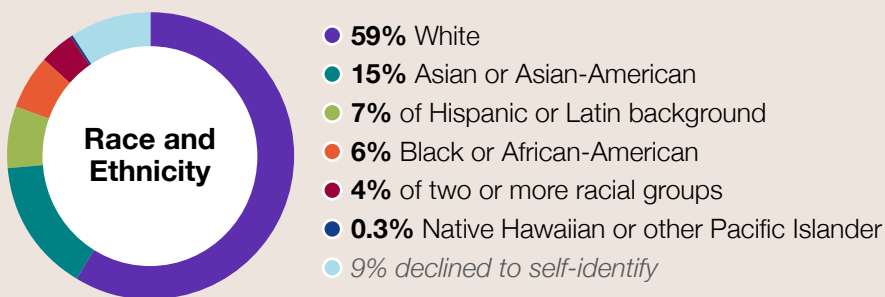 Race and
Ethnicity
59% White
15% Asian or Asian-American
7% of Hispanic or Latin background
6% Black or African-American
4% of two or more racial groups
0.3% Native Hawaiian or other Pacific Islander
9% declined to self-identify